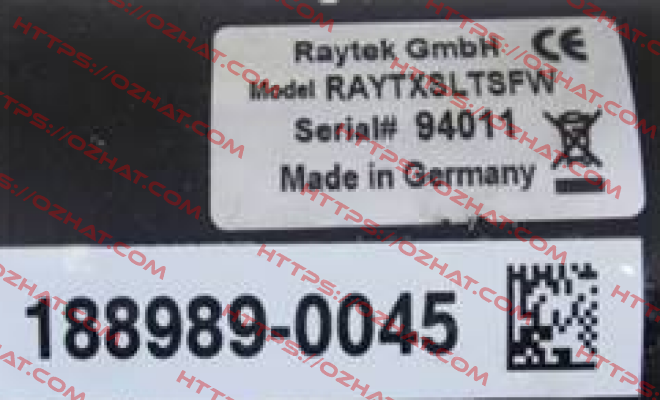 Raytek GmbH CE
Model RAYTXSLTSFW
Serial# 94011
Made in Germany
188989-0045
HTTPS://OZHAT.COM